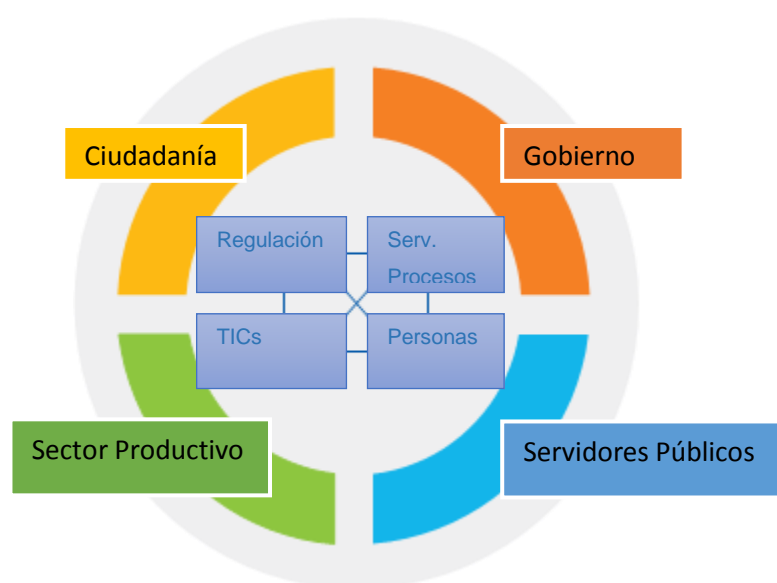 Ciudadanía
Gobierno
Regulación
Serv.
Procesos
TICs
Personas
Sector Productivo
Servidores Públicos